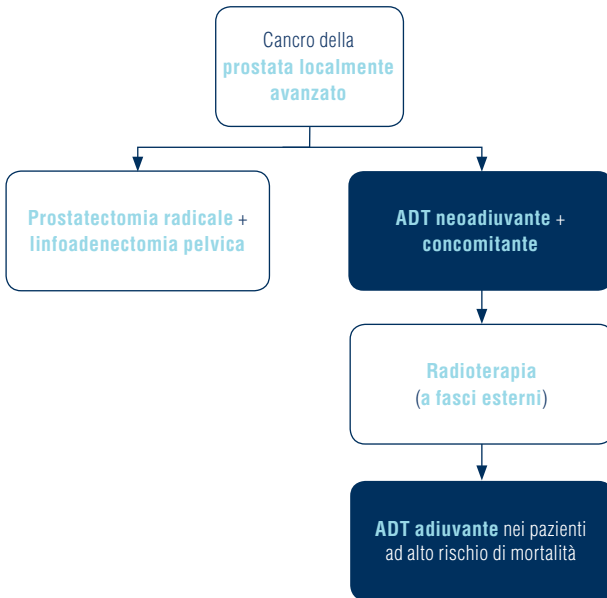 Cancro della
prostata localmente
avanzato
Prostatectomia radicale +
linfoadenectomia pelvica
ADT neoadiuvante +
concomitante
Radioterapia
(a fasci esterni)
ADT adiuvante nei pazienti
ad alto rischio di mortalità